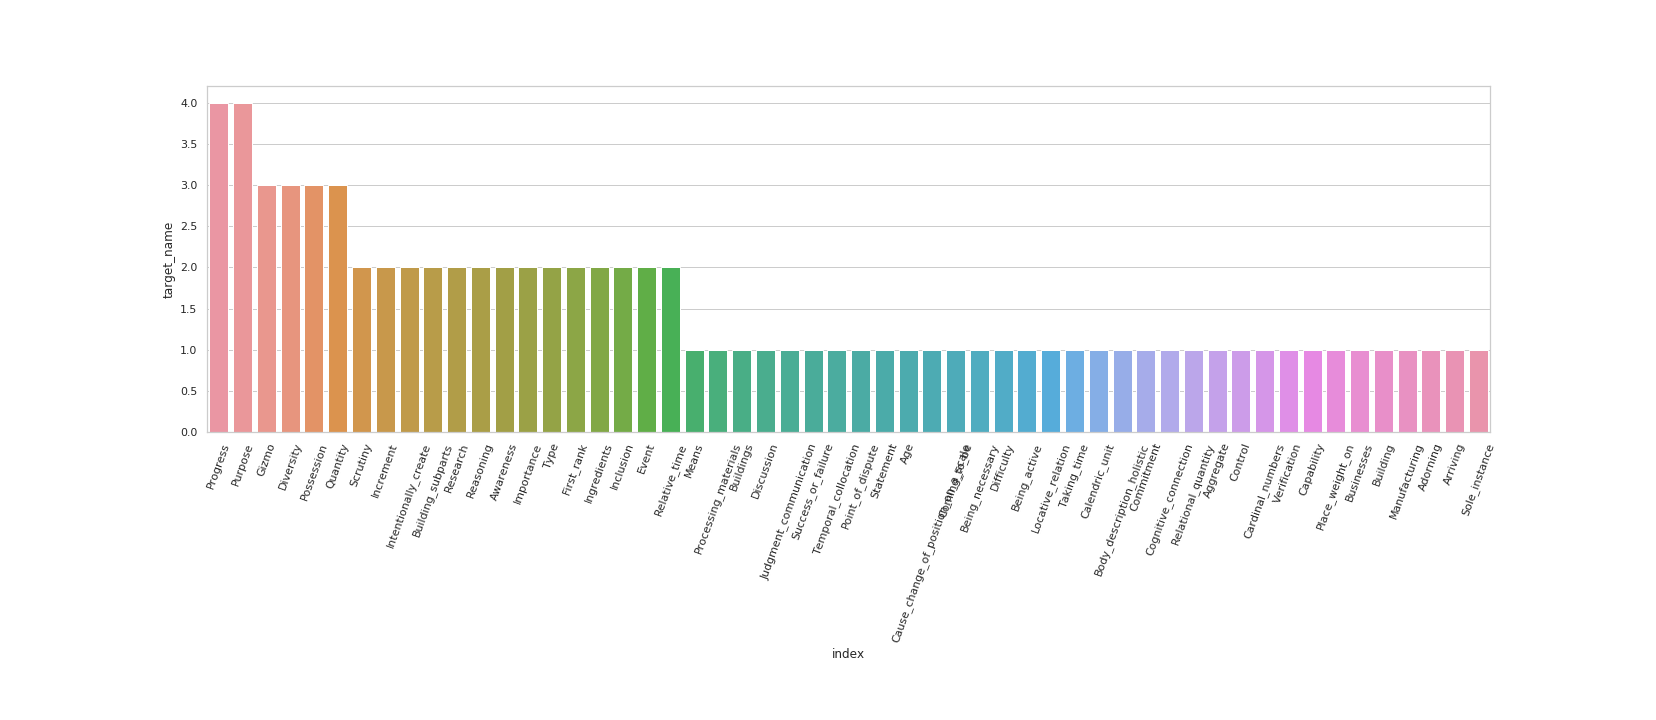 4.0
3.5
3.0
2.5
2.0
1.5
1.0
0.5
0.0
target_name
Progress
Purpose
Gizmo
Diversity
Possession
Quantity
Scrutiny
Increment
Intentionally_create
Building_subparts
Research
Reasoning
Awareness
Importance
Type
First_rank
Ingredients
Inclusion
Event
Relative_time
Means
Processing_materials
Buildings
Discussion
Judgment_communication
Success_or_failure
Temporal_collocation
Point_of_dispute
Statement
Age
Cause_change_of_position_on_a_scale
Coming_to_be
Being_necessary
Difficulty
Being_active
Locative_relation
Taking_time
Calendric_unit
Body_description_holistic
Commitment
Cognitive_connection
Relational_quantity
Aggregate
Control
Cardinal_numbers
Verification
Capability
Place_weight_on
Businesses
Building
Manufacturing
Adorning
Arriving
Sole_instance
index